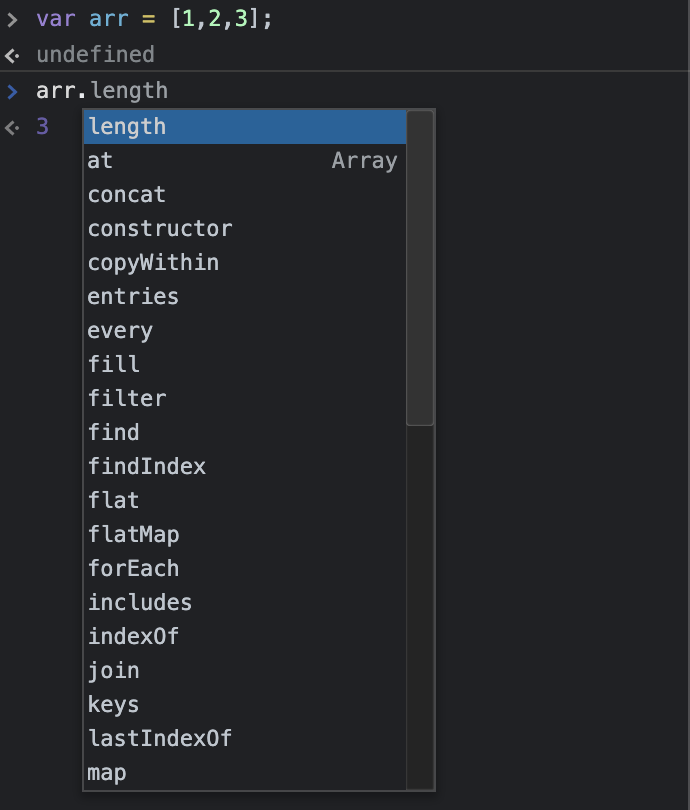 > var arr = [1,2,3];
undefined
> arr.length
3
length
at Array
concat
constructor
copyWithin
entries
every
fill
filter
find
findIndex
flat
flatMap
forEach
includes
indexOf
join
keys
lastIndexOf
map